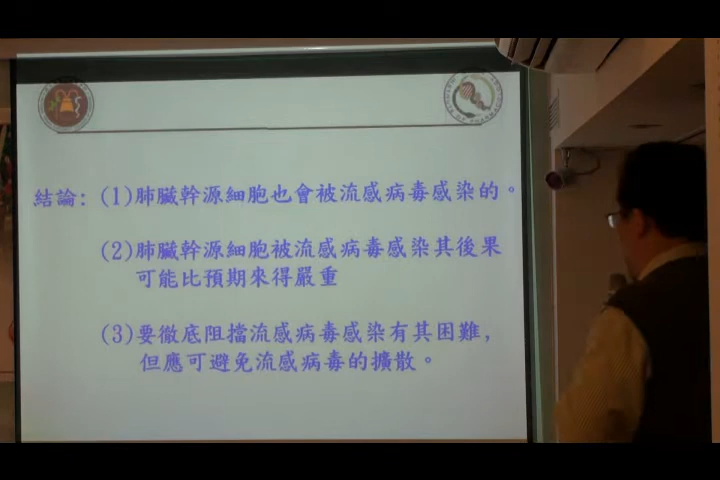 結論：(1)肺臟幹源細胞也會被流感病毒感染的。
(2)肺臟幹源細胞被流感病毒感染其後果
可能比預期來得嚴重
(3)要徹底阻擋流感病毒感染有其困難，
但應可避免流感病毒的擴散。